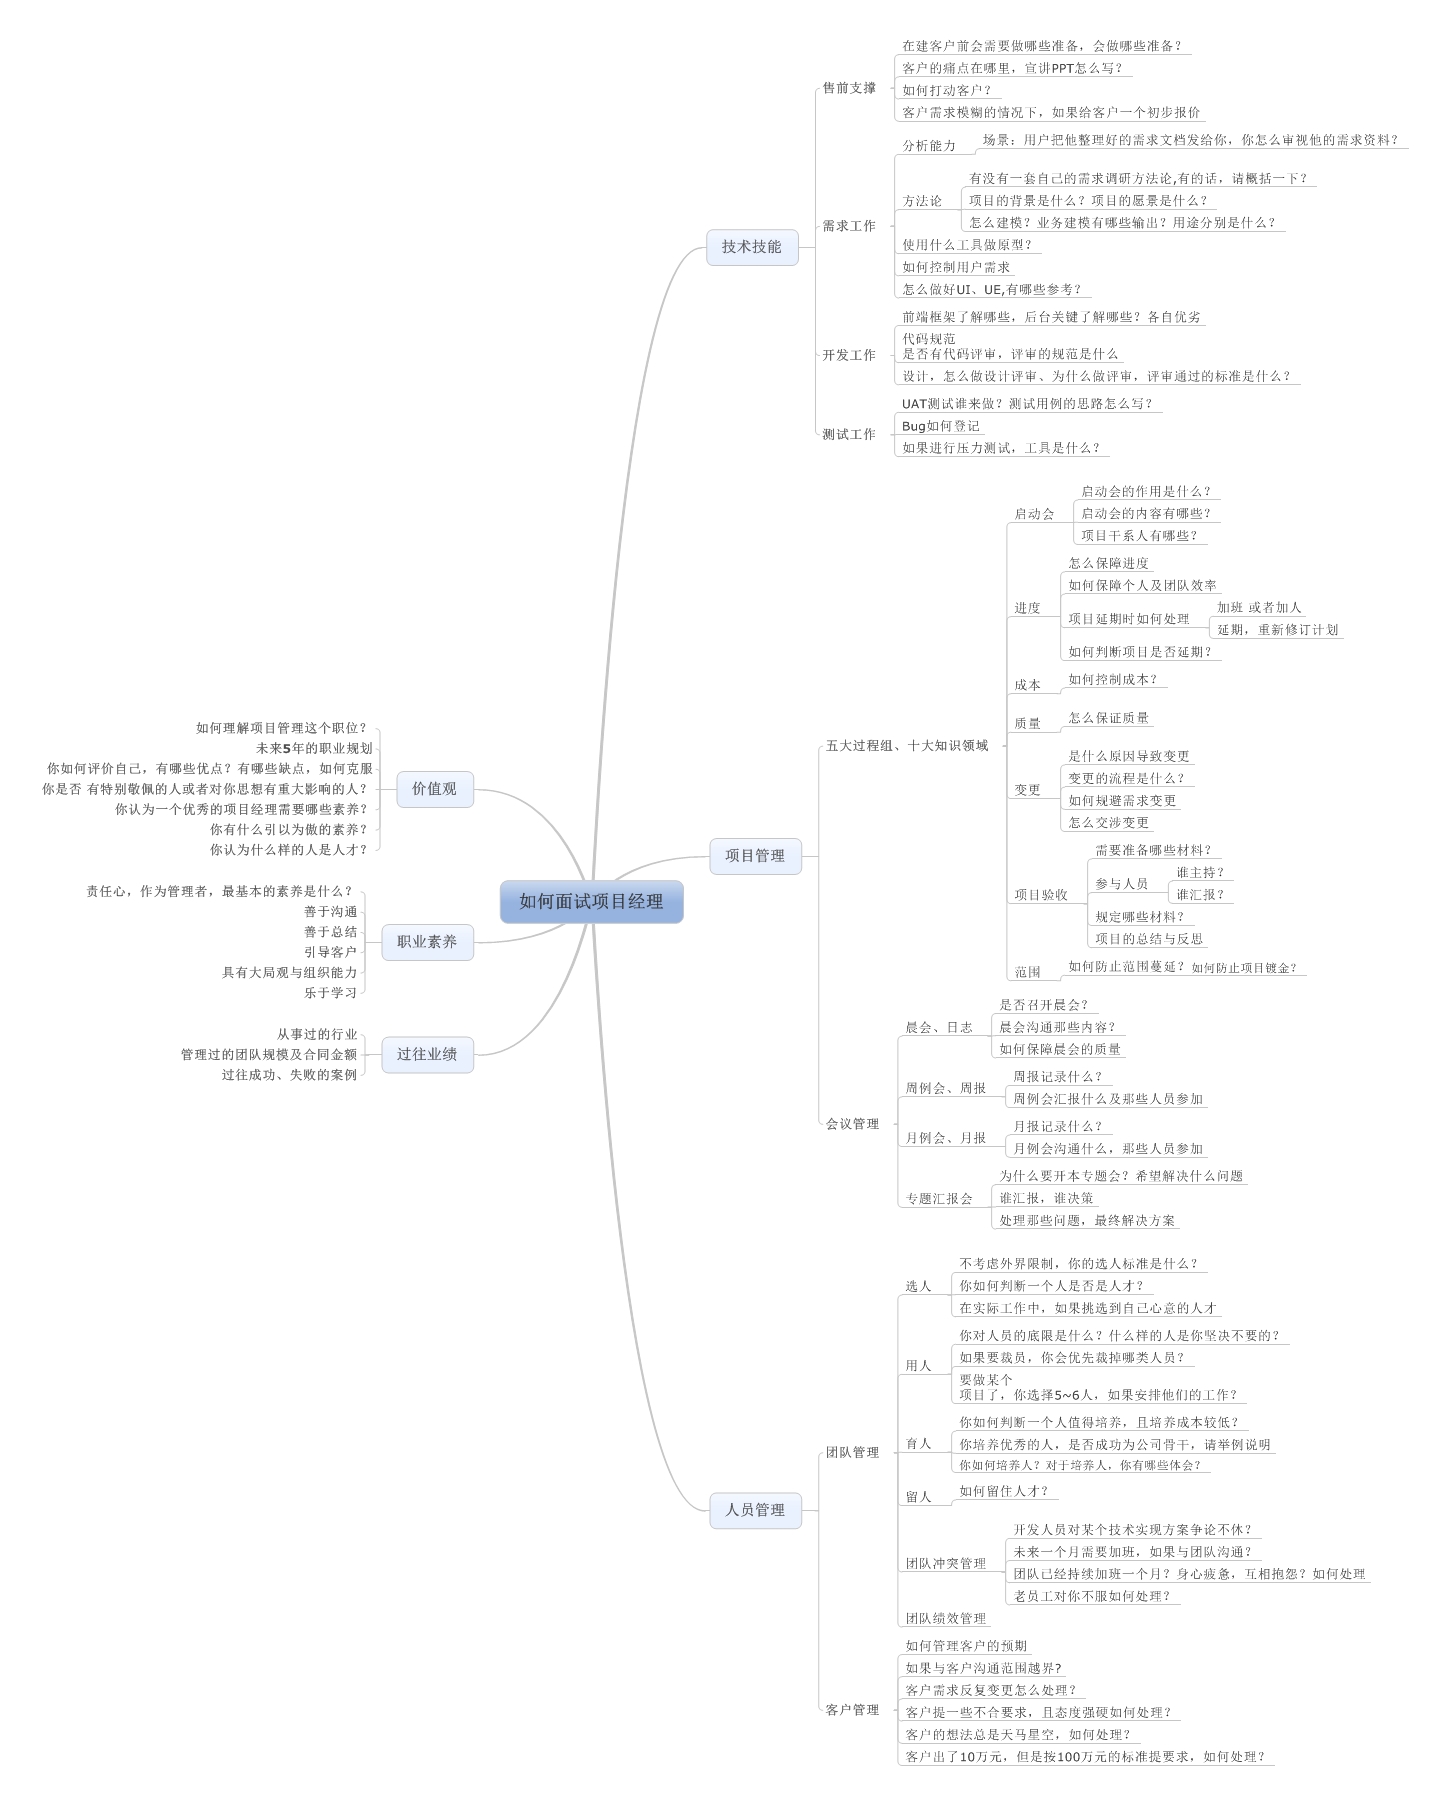 如何面试项目经理
技术技能
售前支撑
在建客户前会需要做哪些准备，会做哪些准备？
客户的痛点在哪里，宣讲PPT怎么写？
如何打动客户？
客户需求模糊的情况下，如果给客户一个初步报价
需求工作
分析能力
场景：用户把他整理好的需求文档发给你，你怎么审视他的需求资料？
方法论
有没有一套自己的需求调研方法论,有的话，请概括一下？
项目的背景是什么？项目的愿景是什么？
怎么建模？业务建模有哪些输出？用途分别是什么？
使用什么工具做原型？
如何控制用户需求
怎么做好UI、UE,有哪些参考？
开发工作
前端框架了解哪些，后台关键了解哪些？各自优劣
代码规范
是否有代码评审，评审的规范是什么
设计，怎么做设计评审、为什么做评审，评审通过的标准是什么？
测试工作
UAT测试谁来做？测试用例的思路怎么写？
Bug如何登记
如果进行压力测试，工具是什么？
项目管理
五大过程组、十大知识领域
启动会
启动会的作用是什么？
启动会的内容有哪些？
项目干系人有哪些？
进度
怎么保障进度
如何保障个人及团队效率
项目延期时如何处理
加班 或者加人
延期，重新修订计划
如何判断项目是否延期？
成本
如何控制成本？
质量
怎么保证质量
变更
是什么原因导致变更
变更的流程是什么？
如何规避需求变更
怎么交涉变更
项目验收
需要准备哪些材料？
参与人员
谁主持？
谁汇报？
规定哪些材料？
项目的总结与反思
范围
如何防止范围蔓延？如何防止项目镀金？
会议管理
晨会、日志
是否召开晨会？
晨会沟通那些内容？
如何保障晨会的质量
周例会、周报
周报记录什么？
周例会汇报什么及那些人员参加
月例会、月报
月报记录什么？
月例会沟通什么，那些人员参加
专题汇报会
为什么要开本专题会？希望解决什么问题
谁汇报，谁决策
处理那些问题，最终解决方案
人员管理
团队管理
选人
不考虑外界限制，你的选人标准是什么？
你如何判断一个人是否是人才？
在实际工作中，如果挑选到自己心意的人才
用人
你对人员的底限是什么？什么样的人是你坚决不要的？
如果要裁员，你会优先裁掉哪类人员？
要做某个
项目了，你选择5~6人，如果安排他们的工作？
育人
你如何判断一个人值得培养，且培养成本较低？
你培养优秀的人，是否成功为公司骨干，请举例说明
你如何培养人？对于培养人，你有哪些体会？
留人
如何留住人才？
团队冲突管理
开发人员对某个技术实现方案争论不休？
未来一个月需要加班，如果与团队沟通？
团队已经持续加班一个月？身心疲惫，互相抱怨？如何处理
老员工对你不服如何处理？
团队绩效管理
客户管理
如何管理客户的预期
如果与客户沟通范围越界?
客户需求反复变更怎么处理？
客户提一些不合要求，且态度强硬如何处理？
客户的想法总是天马星空，如何处理？
客户出了10万元，但是按100万元的标准提要求，如何处理？
价值观
如何理解项目管理这个职位？
未来5年的职业规划
你如何评价自己，有哪些优点？有哪些缺点，如何克服
你是否 有特别敬佩的人或者对你思想有重大影响的人？
你认为一个优秀的项目经理需要哪些素养？
你有什么引以为傲的素养？
你认为什么样的人是人才？
职业素养
责任心，作为管理者，最基本的素养是什么？
善于沟通
善于总结
引导客户
具有大局观与组织能力
乐于学习
过往业绩
从事过的行业
管理过的团队规模及合同金额
过往成功、失败的案例